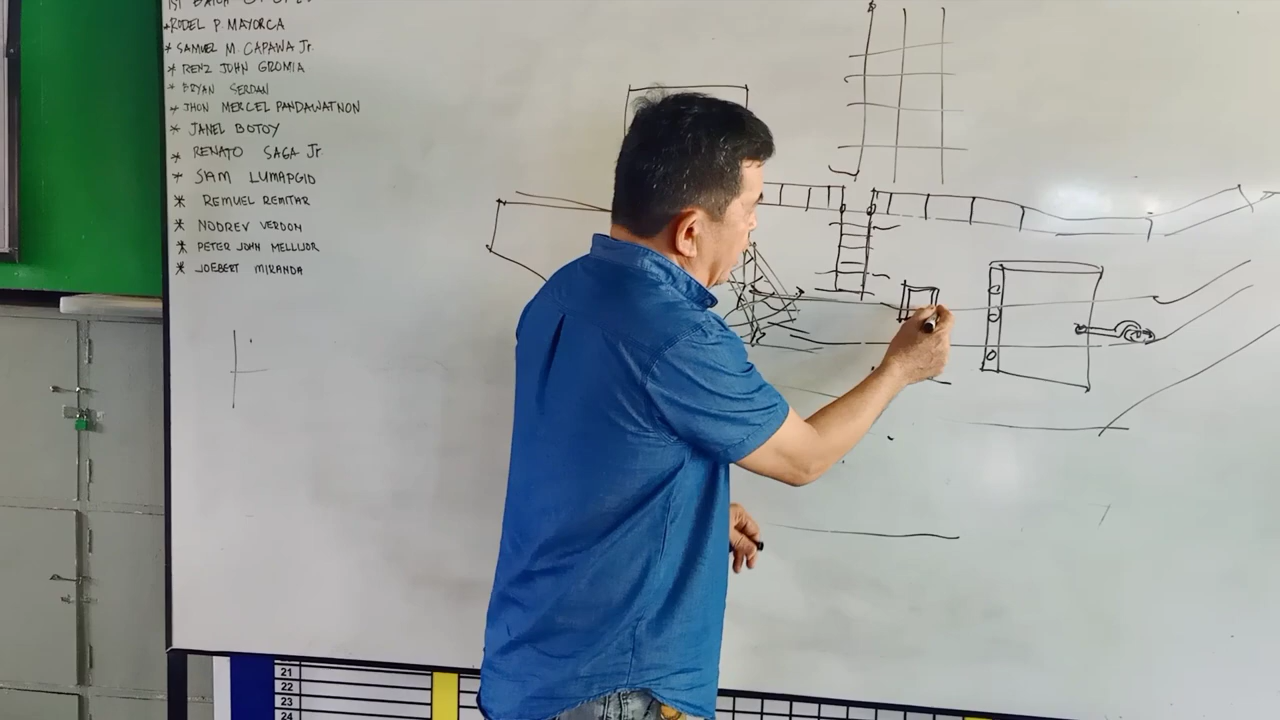 *RODEL P. MAYORCA
* SAMUEL M. CAPAWA Jr.
* RENZ JOHN GROMIA
* BRYAN SERDAN
* JHON MERCEL PANDAWATNON
* JANEL BOTOY
* RENATO SAGA Jr.
* SIAM LUMAPGID
* REMUEL REMITAR
* NODREV VERDON
* PETER JOHN MELLIJOR
* JOEBERT MIRANDA
21
22
23
24